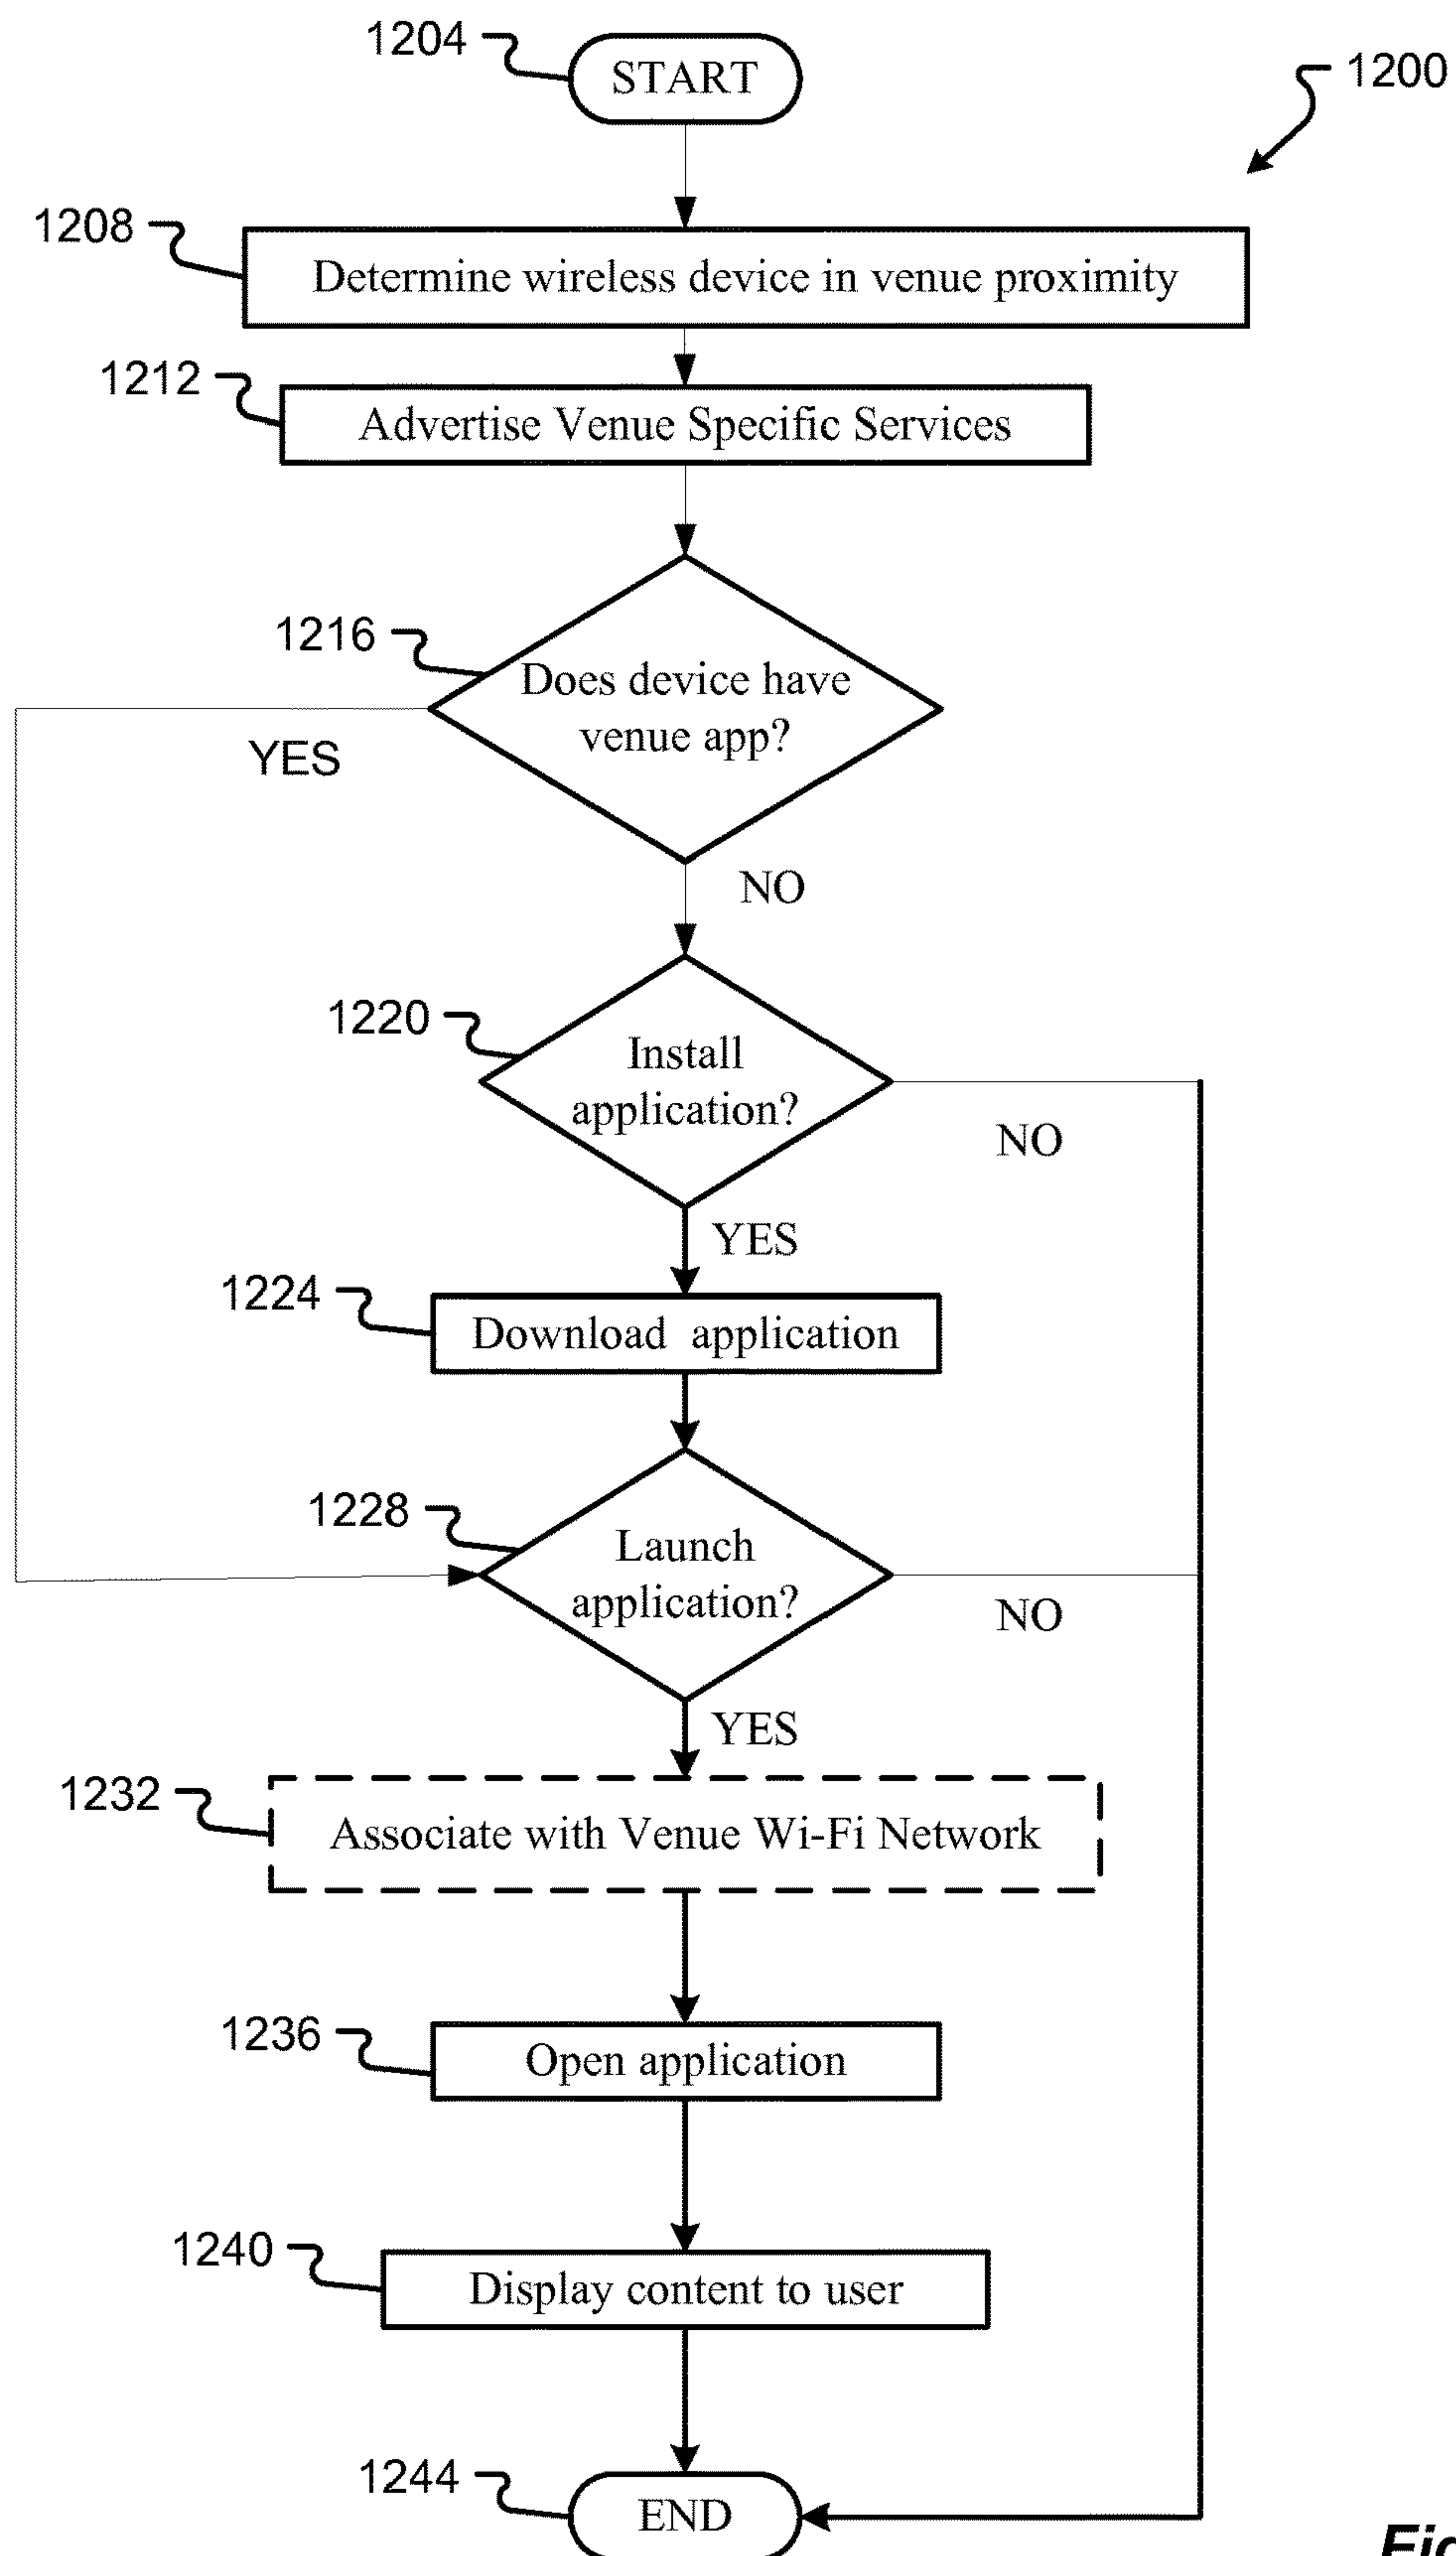 1204
START
1200
1208
Determine wireless device in venue proximity
1212
Advertise Venue Specific Services
1216
Does device have
venue app?
YES
NO
1220
Install
application?
NO
YES
1224
Download application
1228
Launch
application?
NO
YES
1232
Associate with Venue Wi-Fi Network
1236
Open application
1240
Display content to user
1244
END